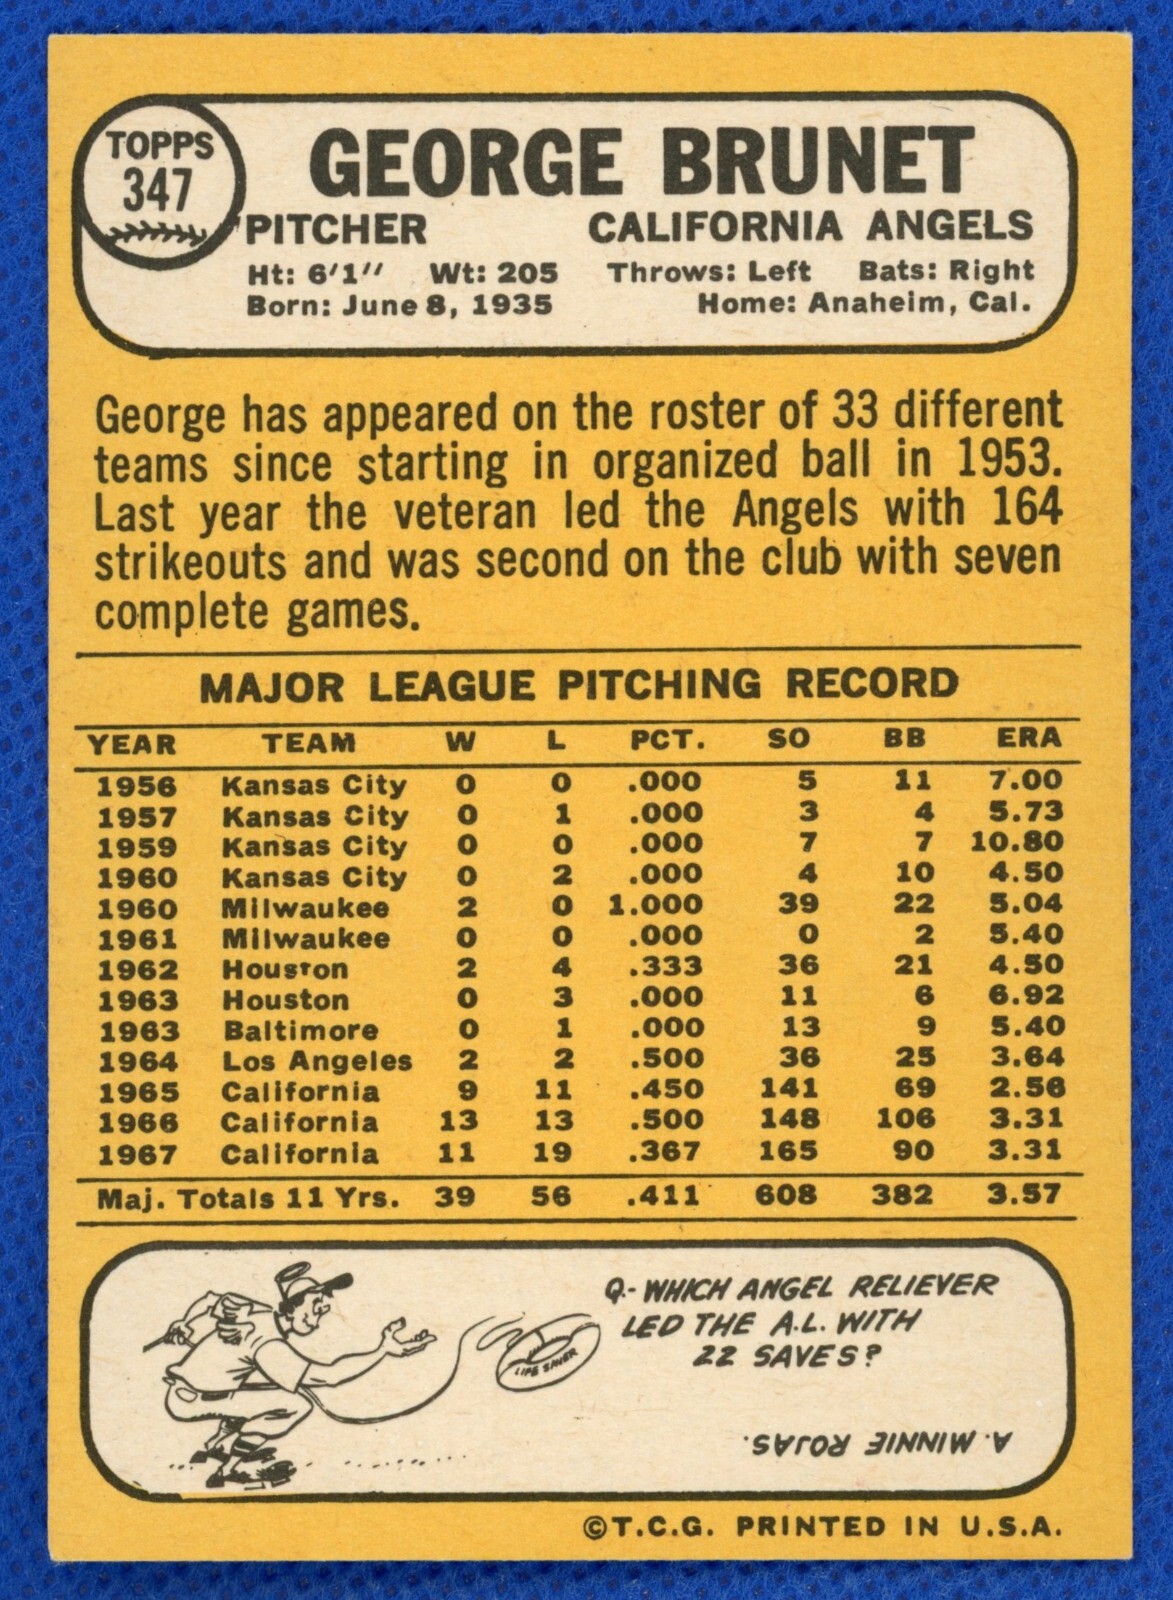 TOPPS
347
GEORGE BRUNET
PITCHER CALIFORNIA ANGELS
Ht: 6'1" Wt: 205 Throws: Left Bats: Right
Born: June 8, 1935 Home: Anaheim, Cal.
George has appeared on the roster of 33 different
teams since starting in organized ball in 1953.
Last year the veteran led the Angels with 164
strikeouts and was second on the club with seven
complete games.
MAJOR LEAGUE PITCHING RECORD
YEAR TEAM W L PCT. SO BB ERA
1956 Kansas City 0 0 .000 5 11 7.00
1957 Kansas City 0 1 .000 3 4 5.73
1959 Kansas City 0 0 .000 7 7 10.80
1960 Kansas City 0 2 .000 4 10 4.50
1960 Milwaukee 2 0 1.000 39 22 5.04
1961 Milwaukee 0 0 .000 0 2 5.40
1962 Houston 2 4 .333 36 21 4.50
1963 Houston 0 3 .000 11 6 6.92
1963 Baltimore 0 1 .000 13 9 5.40
1964 Los Angeles 2 2 .500 36 25 3.64
1965 California 9 11 .450 141 69 2.56
1966 California 13 13 .500 148 106 3.31
1967 California 11 19 .367 165 90 3.31
Maj. Totals 11 Yrs. 39 56 .411 608 382 3.57
Q.- WHICH ANGEL RELIEVER
LED THE A.L. WITH
22 SAVES?
LIFE SAVER
A. MINNIE ROJAS.
©T.C.G. PRINTED IN U.S.A.